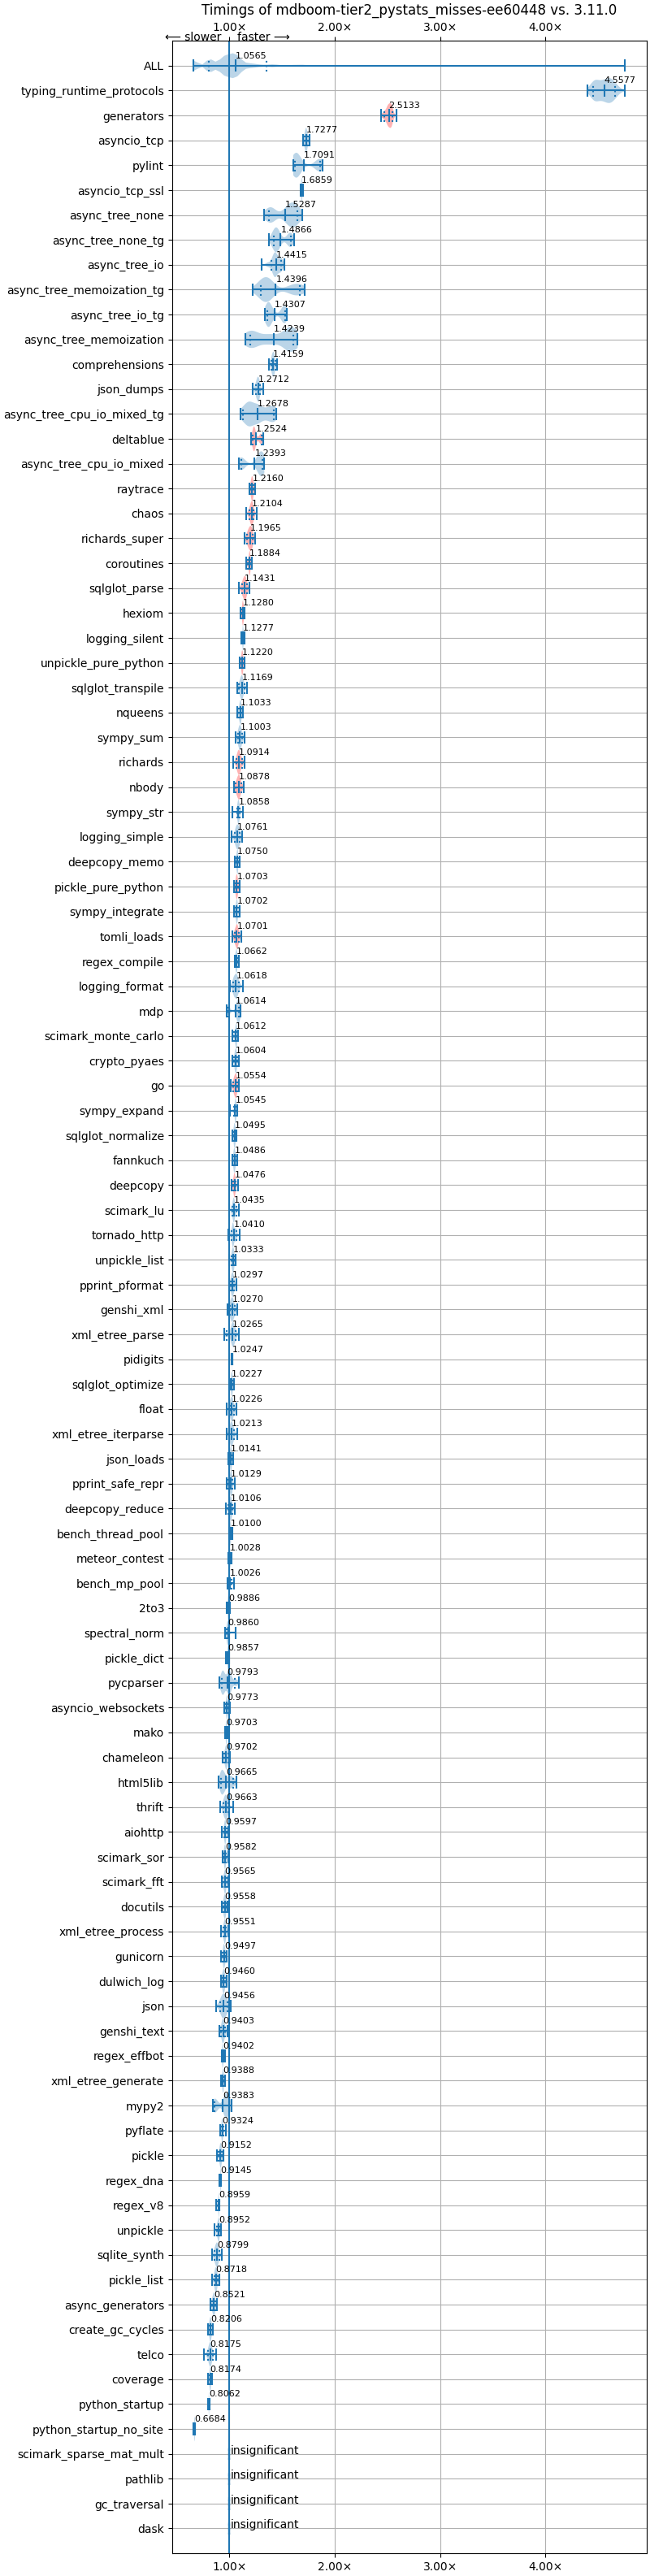 Timings of mdboom-tier2_pystats_misses-ee60448 vs. 3.11.0
1.00× 2.00× 3.00× 4.00×
⟵ slower faster ⟶
ALL 1.0565
typing_runtime_protocols 4.5577
generators 2.5133
asyncio_tcp 1.7277
pylint 1.7091
asyncio_tcp_ssl 1.6859
async_tree_none 1.5287
async_tree_none_tg 1.4866
async_tree_io 1.4415
async_tree_memoization_tg 1.4396
async_tree_io_tg 1.4307
async_tree_memoization 1.4239
comprehensions 1.4159
json_dumps 1.2712
async_tree_cpu_io_mixed_tg 1.2678
deltablue 1.2524
async_tree_cpu_io_mixed 1.2393
raytrace 1.2160
chaos 1.2104
richards_super 1.1965
coroutines 1.1884
sqlglot_parse 1.1431
hexiom 1.1280
logging_silent 1.1277
unpickle_pure_python 1.1220
sqlglot_transpile 1.1169
nqueens 1.1033
sympy_sum 1.1003
richards 1.0914
nbody 1.0878
sympy_str 1.0858
logging_simple 1.0761
deepcopy_memo 1.0750
pickle_pure_python 1.0703
sympy_integrate 1.0702
tomli_loads 1.0701
regex_compile 1.0662
logging_format 1.0618
mdp 1.0614
scimark_monte_carlo 1.0612
crypto_pyaes 1.0604
go 1.0554
sympy_expand 1.0545
sqlglot_normalize 1.0495
fannkuch 1.0486
deepcopy 1.0476
scimark_lu 1.0435
tornado_http 1.0410
unpickle_list 1.0333
pprint_pformat 1.0297
genshi_xml 1.0270
xml_etree_parse 1.0265
pidigits 1.0247
sqlglot_optimize 1.0227
float 1.0226
xml_etree_iterparse 1.0213
json_loads 1.0141
pprint_safe_repr 1.0129
deepcopy_reduce 1.0106
bench_thread_pool 1.0100
meteor_contest 1.0028
bench_mp_pool 1.0026
2to3 0.9886
spectral_norm 0.9860
pickle_dict 0.9857
pycparser 0.9793
asyncio_websockets 0.9773
mako 0.9703
chameleon 0.9702
html5lib 0.9665
thrift 0.9663
aiohttp 0.9597
scimark_sor 0.9582
scimark_fft 0.9565
docutils 0.9558
xml_etree_process 0.9551
gunicorn 0.9497
dulwich_log 0.9460
json 0.9456
genshi_text 0.9403
regex_effbot 0.9402
xml_etree_generate 0.9388
mypy2 0.9383
pyflate 0.9324
pickle 0.9152
regex_dna 0.9145
regex_v8 0.8959
unpickle 0.8952
sqlite_synth 0.8799
pickle_list 0.8718
async_generators 0.8521
create_gc_cycles 0.8206
telco 0.8175
coverage 0.8174
python_startup 0.8062
python_startup_no_site 0.6684
scimark_sparse_mat_mult insignificant
pathlib insignificant
gc_traversal insignificant
dask insignificant
1.00× 2.00× 3.00× 4.00×